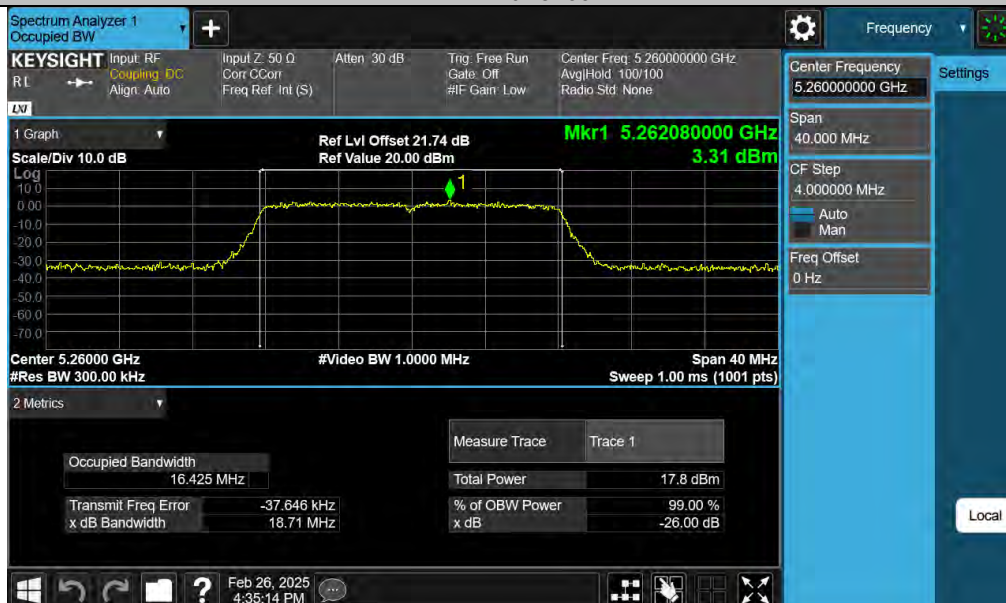 Spectrum Analyzer 1
Occupied BW
Frequency
KEYSIGHT Input: RF
RL
Coupling: DC
Align: Auto
LXI
Input Z: 50 Ω
Corr CCorr
Freq Ref: Int (S)
Atten: 30 dB
Trig: Free Run
Gate: Off
#IF Gain: Low
Center Freq: 5.260000000 GHz
Avg|Hold: 100/100
Radio Std: None
Center Frequency
5.260000000 GHz
Settings
Span
40.000 MHz
CF Step
4.000000 MHz
Auto
Man
Freq Offset
0 Hz
Local
1 Graph
Scale/Div 10.0 dB
Ref Lvl Offset 21.74 dB
Ref Value 20.00 dBm
Mkr1 5.262080000 GHz
3.31 dBm
Log
10.0
0.00
-10.0
-20.0
-30.0
-40.0
-50.0
-60.0
-70.0
1
Center 5.26000 GHz
#Res BW 300.00 kHz
#Video BW 1.0000 MHz
Span 40 MHz
Sweep 1.00 ms (1001 pts)
2 Metrics
Measure Trace Trace 1
Occupied Bandwidth
16.425 MHz
Total Power 17.8 dBm
Transmit Freq Error -37.646 kHz
% of OBW Power 99.00 %
x dB Bandwidth 18.71 MHz
x dB -26.00 dB
?
Feb 26, 2025
4:35:14 PM